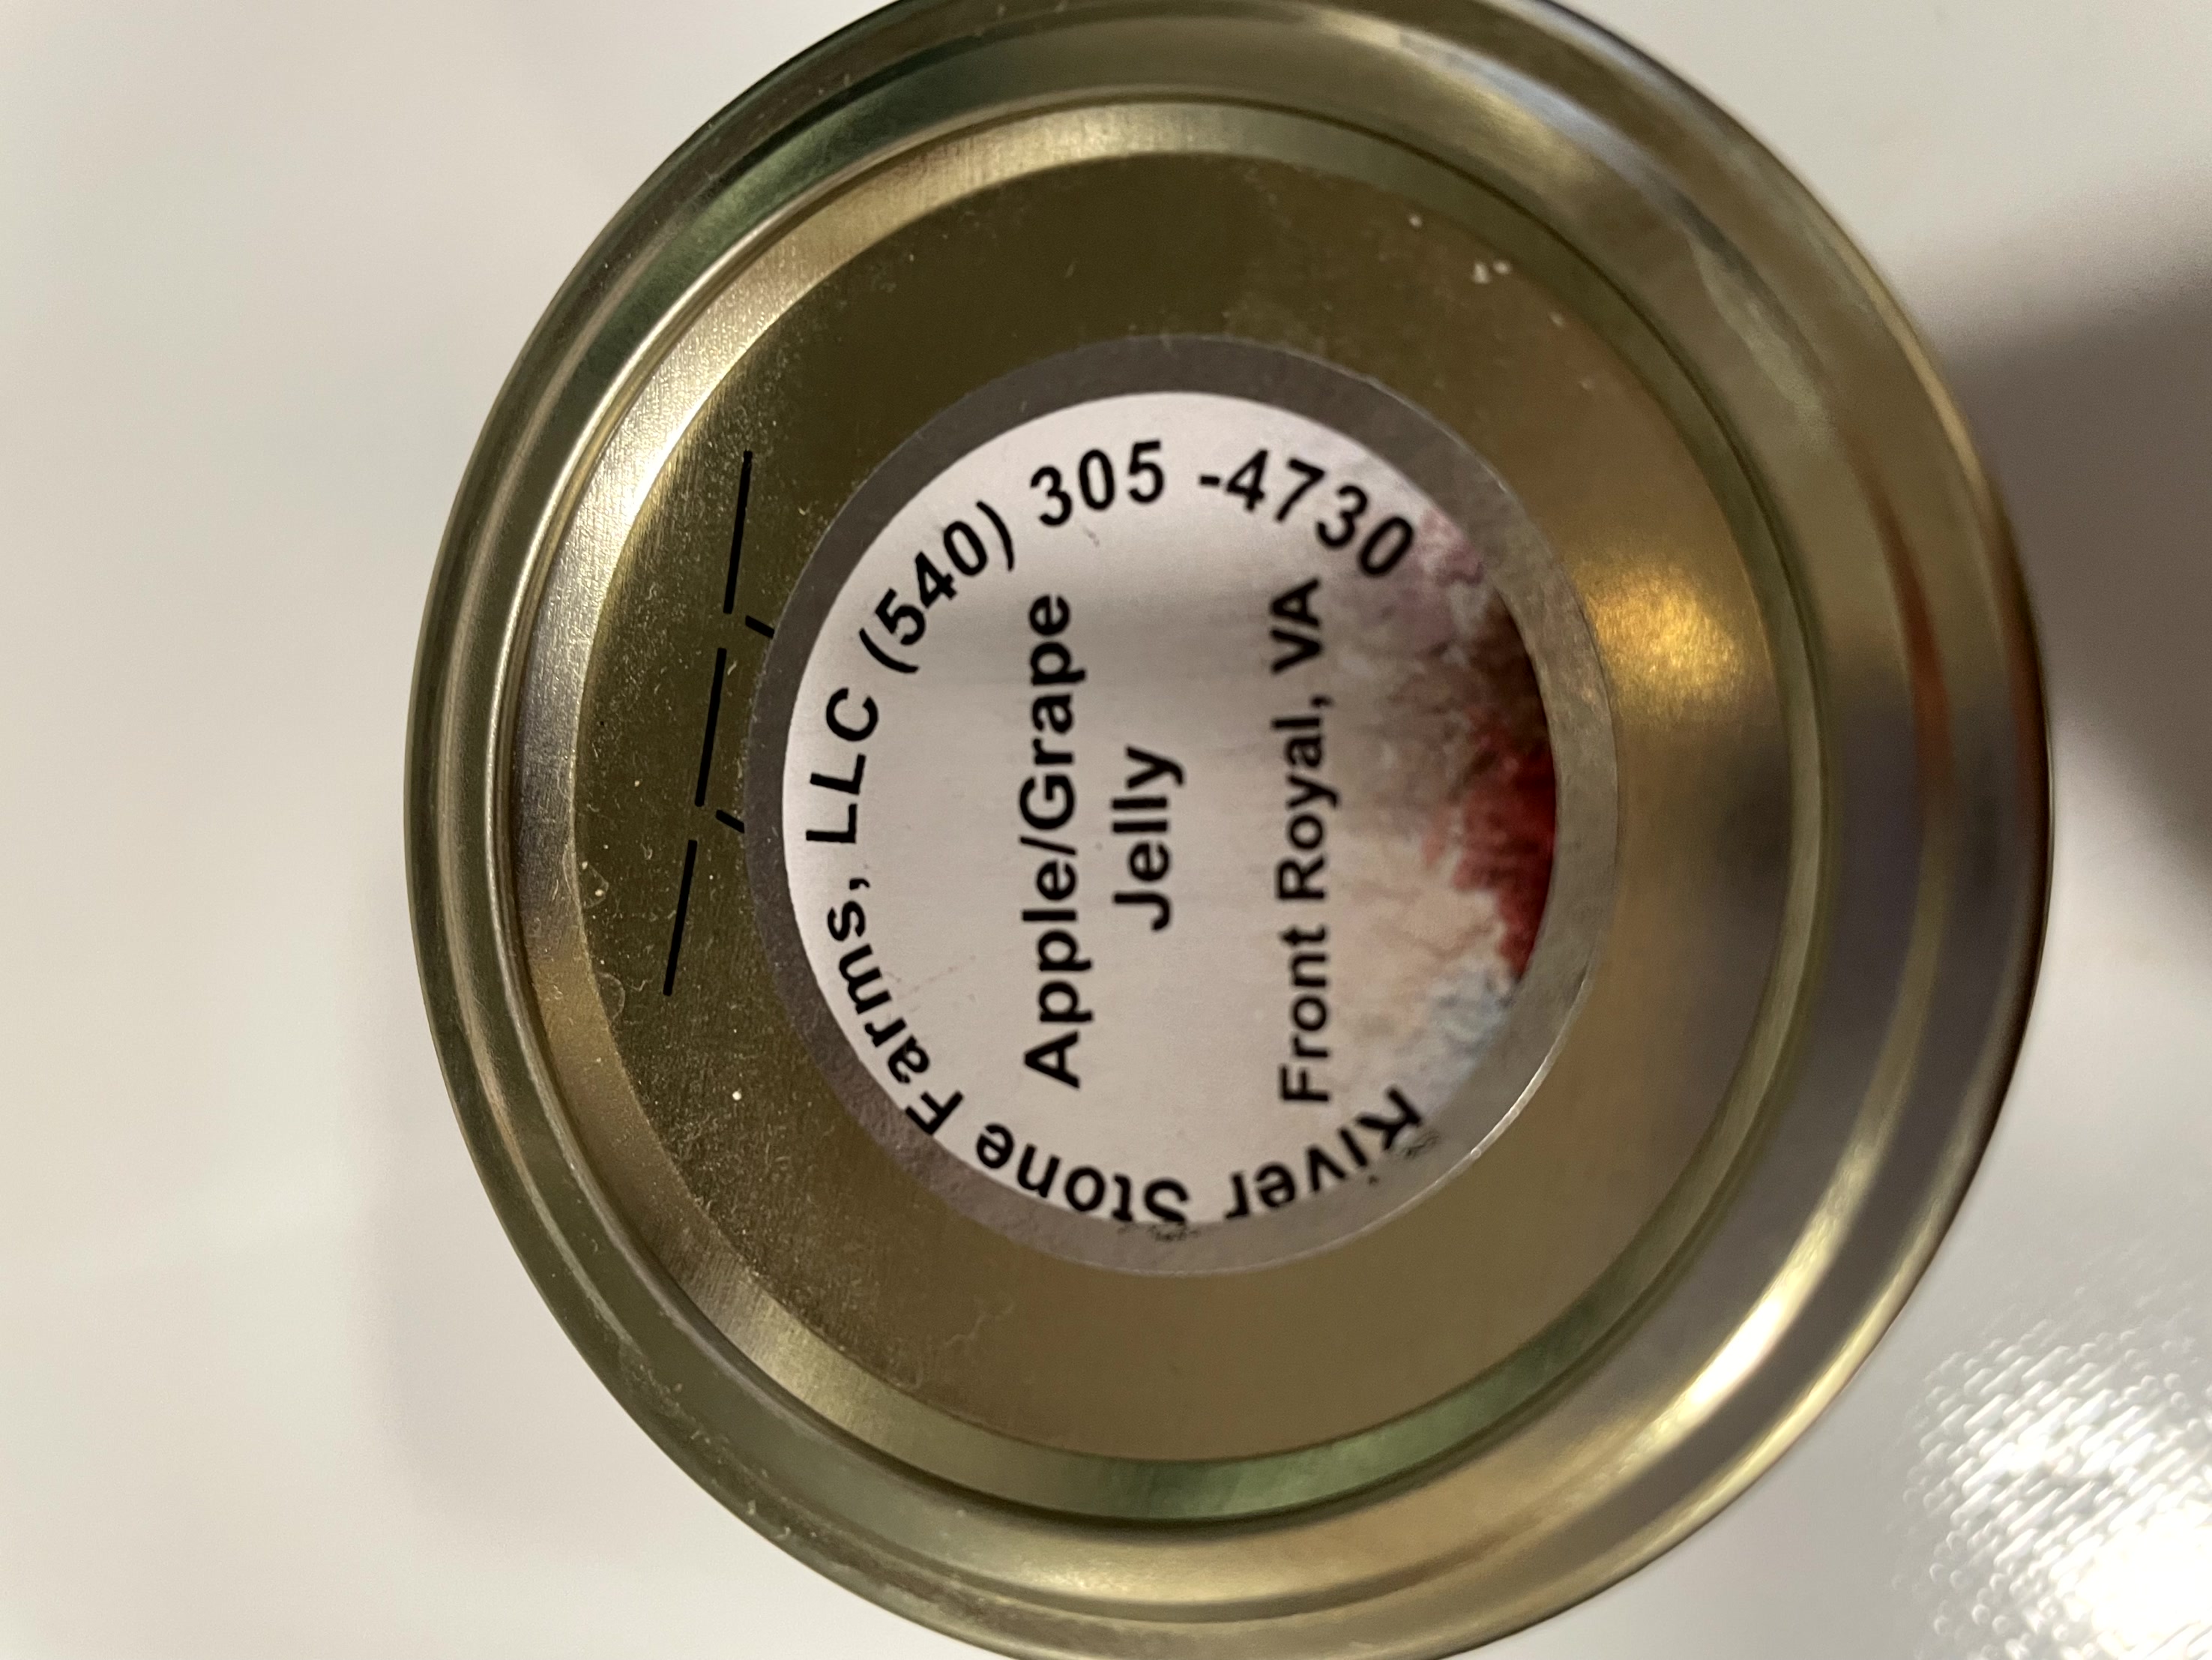 River Stone Farms, LLC (540) 305 -4730
Apple/Grape
Jelly
Front Royal, VA